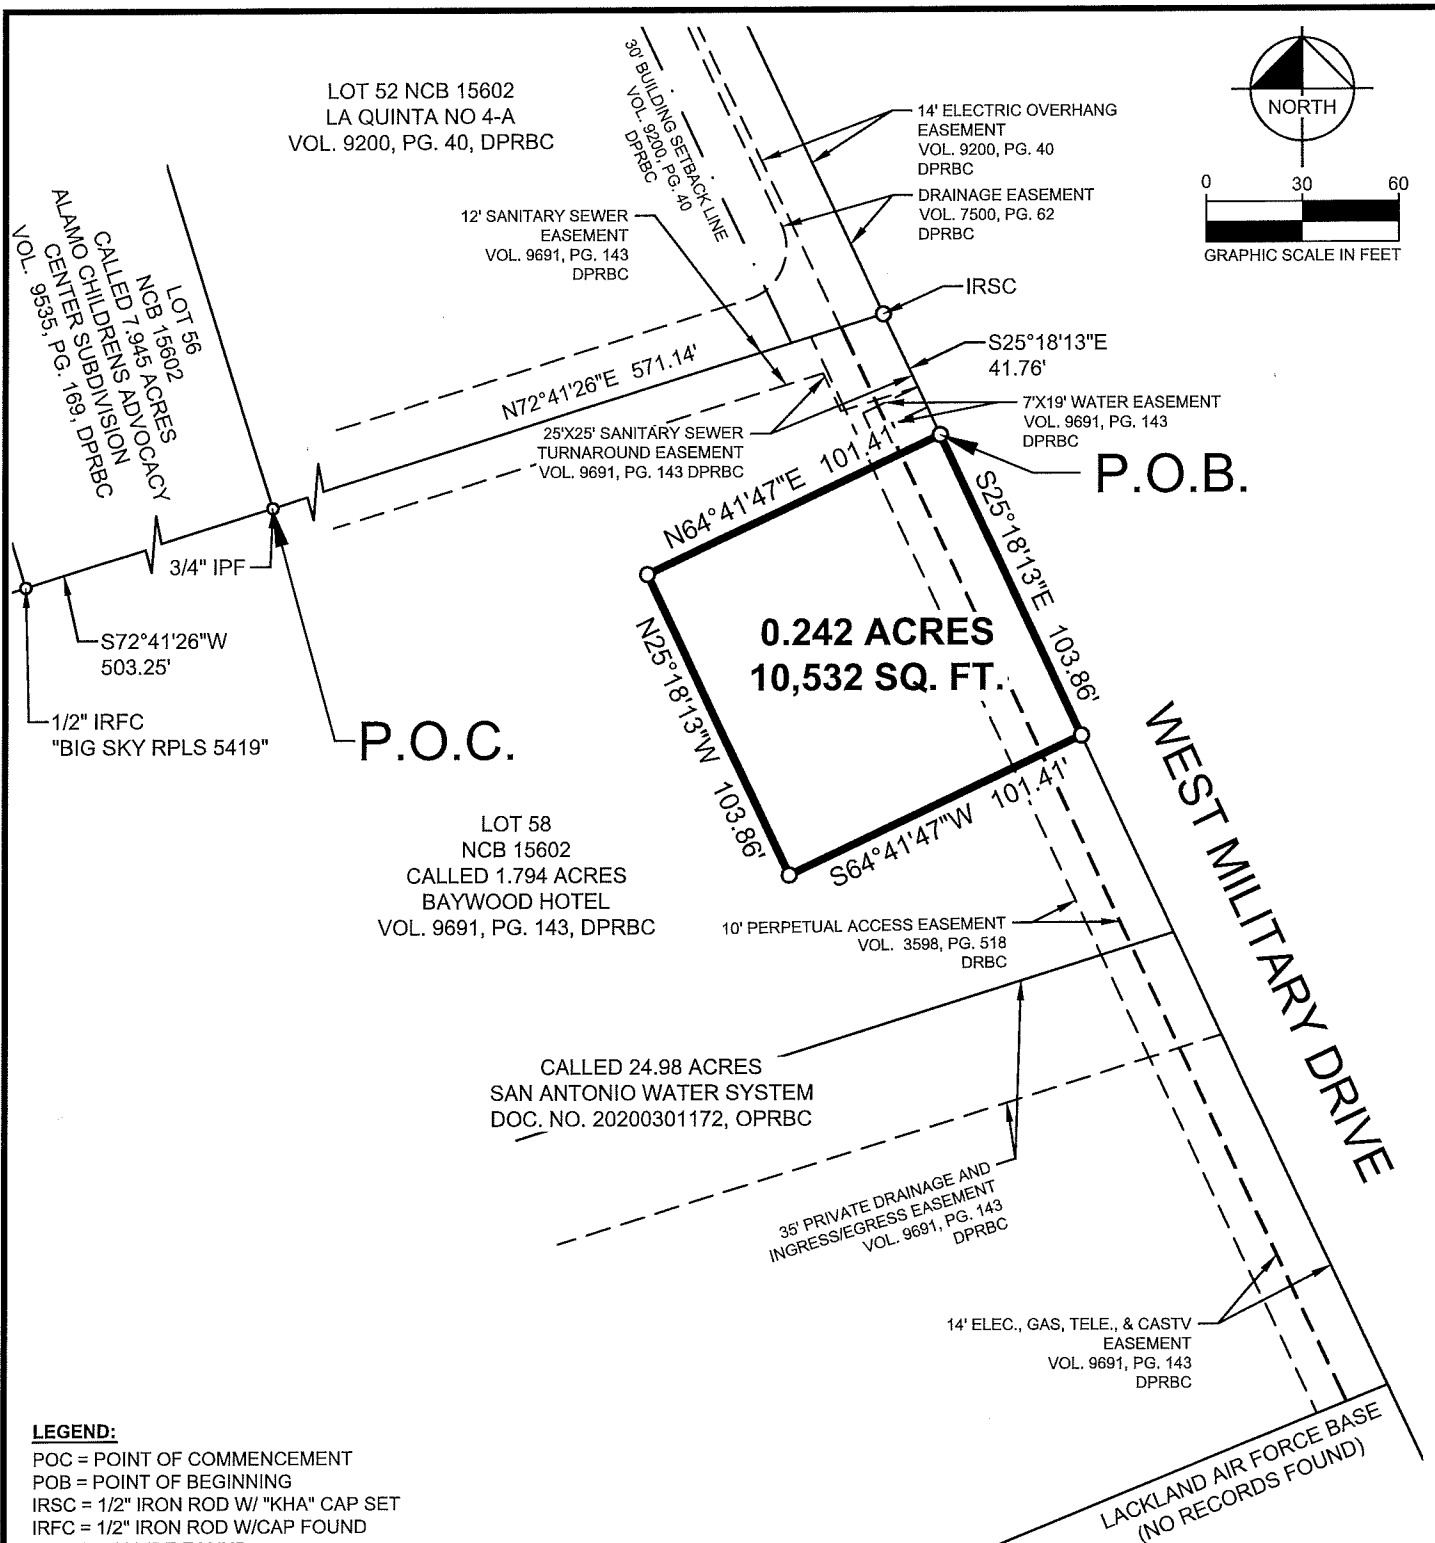 LOT 52 NCB 15602
LA QUINTA NO 4-A
VOL. 9200, PG. 40, DPRBC
30' BUILDING SETBACK LINE
VOL. 9200, PG. 40
DPRBC
14' ELECTRIC OVERHANG
EASEMENT
VOL. 9200, PG. 40
DPRBC
DRAINAGE EASEMENT
VOL. 7500, PG. 62
DPRBC
NORTH
0 30 60
GRAPHIC SCALE IN FEET
12' SANITARY SEWER
EASEMENT
VOL. 9691, PG. 143
DPRBC
LOT 56
NCB 15602
CALLED 7.945 ACRES
ALAMO CHILDRENS ADVOCACY
CENTER SUBDIVISION
VOL. 9535, PG. 169, DPRBC
IRSC
S25°18'13"E
41.76'
N72°41'26"E 571.14'
7'X19' WATER EASEMENT
VOL. 9691, PG. 143
DPRBC
25'X25' SANITARY SEWER
TURNAROUND EASEMENT
VOL. 9691, PG. 143 DPRBC
P.O.B.
N64°41'47"E 101.41'
S25°18'13"E 103.86'
3/4" IPF
S72°41'26"W
503.25'
1/2" IRFC
"BIG SKY RPLS 5419"
P.O.C.
0.242 ACRES
10,532 SQ. FT.
N25°18'13"W 103.86'
S64°41'47"W 101.41'
WEST MILITARY DRIVE
LOT 58
NCB 15602
CALLED 1.794 ACRES
BAYWOOD HOTEL
VOL. 9691, PG. 143, DPRBC
10' PERPETUAL ACCESS EASEMENT
VOL. 3598, PG. 518
DRBC
CALLED 24.98 ACRES
SAN ANTONIO WATER SYSTEM
DOC. NO. 20200301172, OPRBC
35' PRIVATE DRAINAGE AND
INGRESS/EGRESS EASEMENT
VOL. 9691, PG. 143
DPRBC
14' ELEC., GAS, TELE., & CASTV
EASEMENT
VOL. 9691, PG. 143
DPRBC
LACKLAND AIR FORCE BASE
(NO RECORDS FOUND)
LEGEND:
POC = POINT OF COMMENCEMENT
POB = POINT OF BEGINNING
IRSC = 1/2" IRON ROD W/ "KHA" CAP SET
IRFC = 1/2" IRON ROD W/CAP FOUND